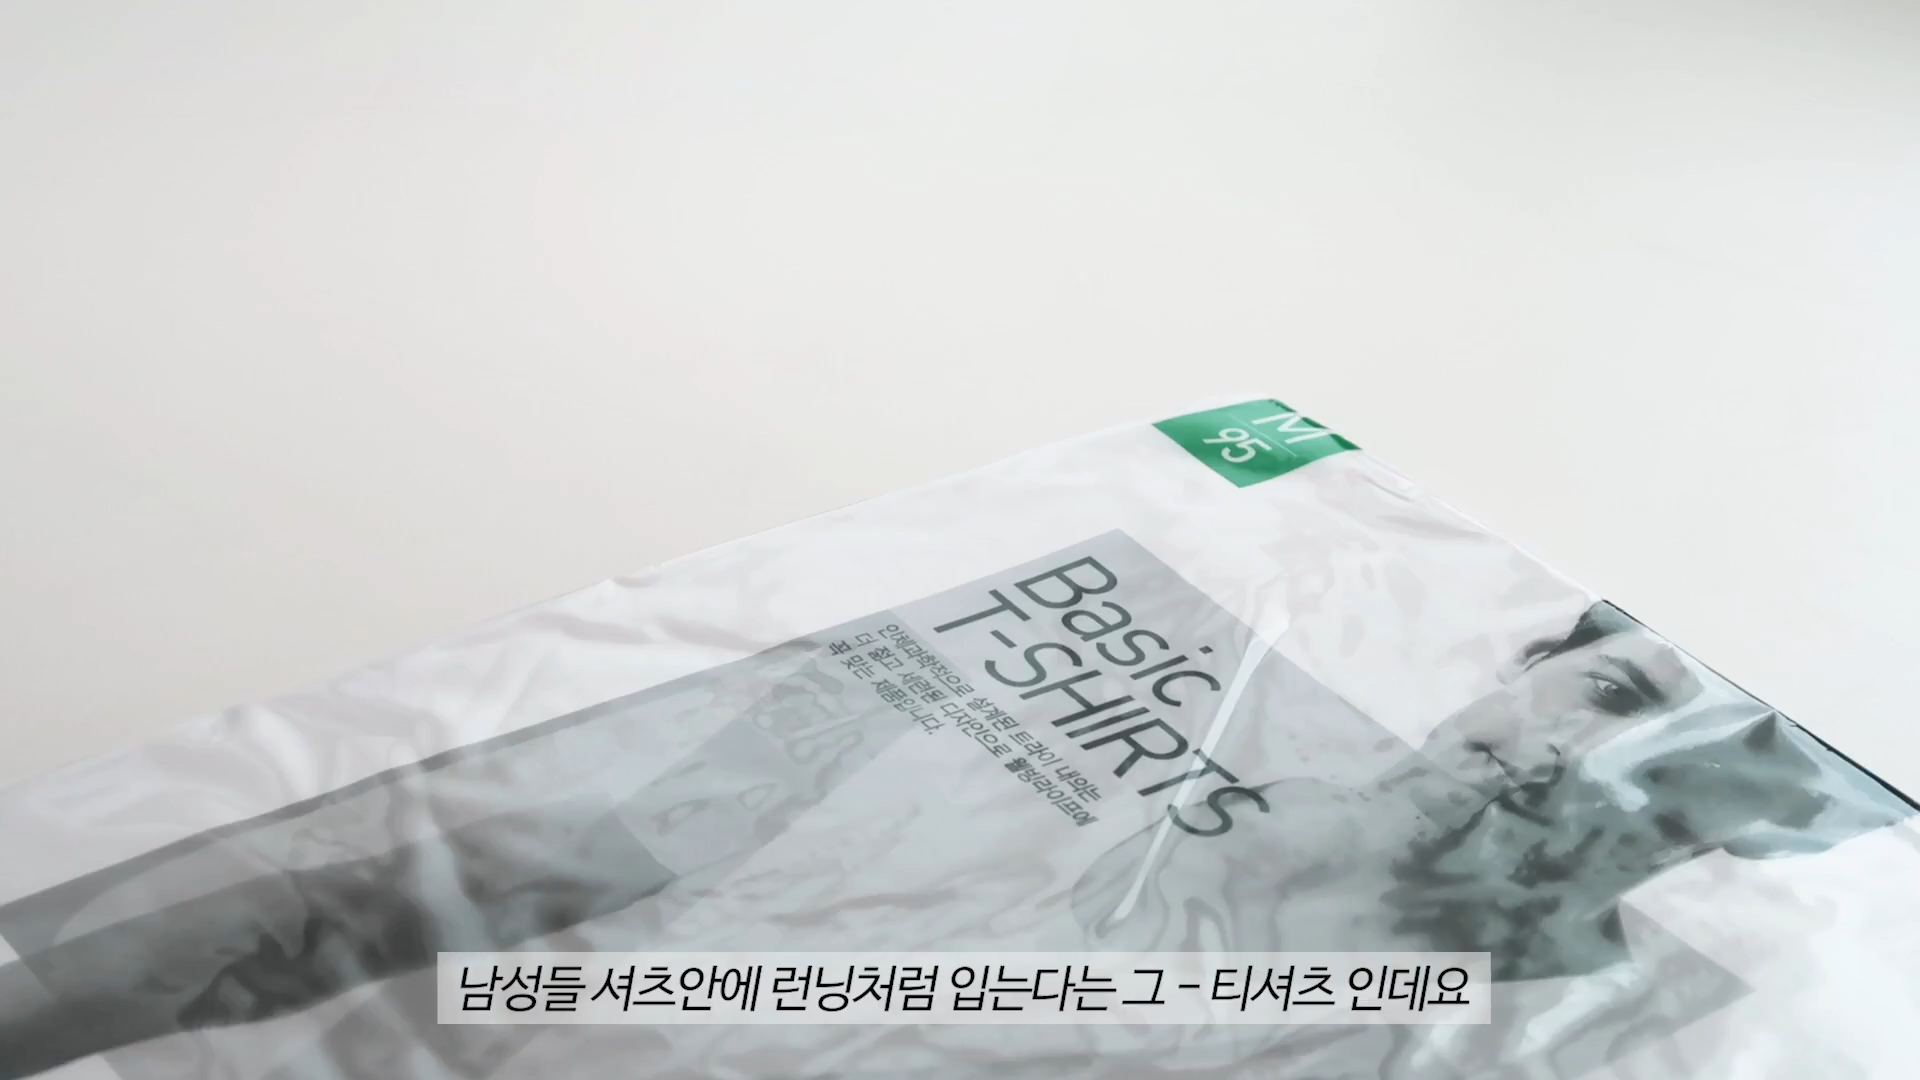 M
95
Basic
T-SHIRTS
인체과학적으로 설계된 트라이 내의는
더 젊고 세련된 디자인으로 웰빙라이프에
꼭 맞는 제품입니다.
남성들 셔츠안에 런닝처럼 입는다는 그 - 티셔츠 인데요